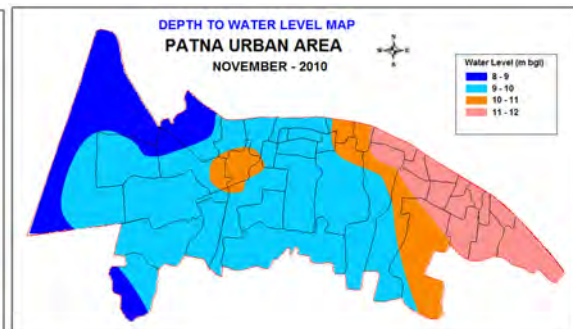 DEPTH TO WATER LEVEL MAP
PATNA URBAN AREA
NOVEMBER - 2010
Water Level (m bgl)
8 - 9
9 - 10
10 - 11
11 - 12